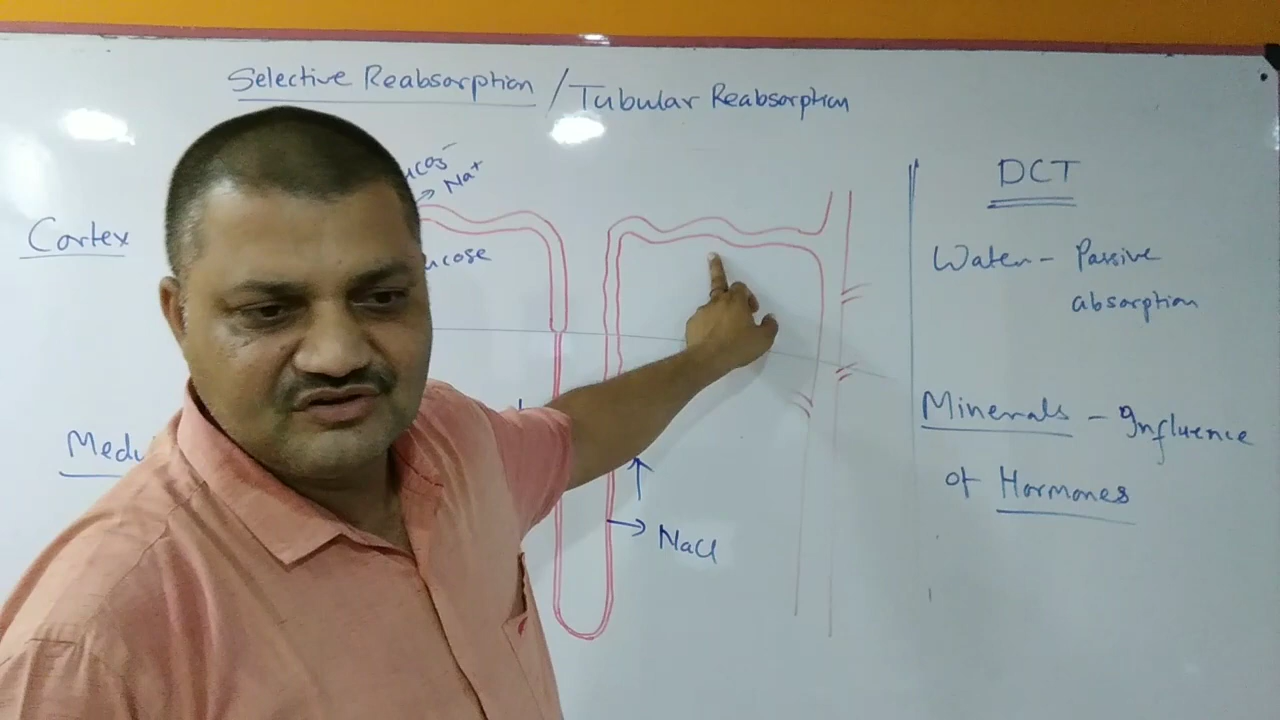 Selective Reabsorption / Tubular Reabsorption
Na+
Cortex
DCT
Water - Passive
absorption
Minerals - Influence
of Hormones
NaCl